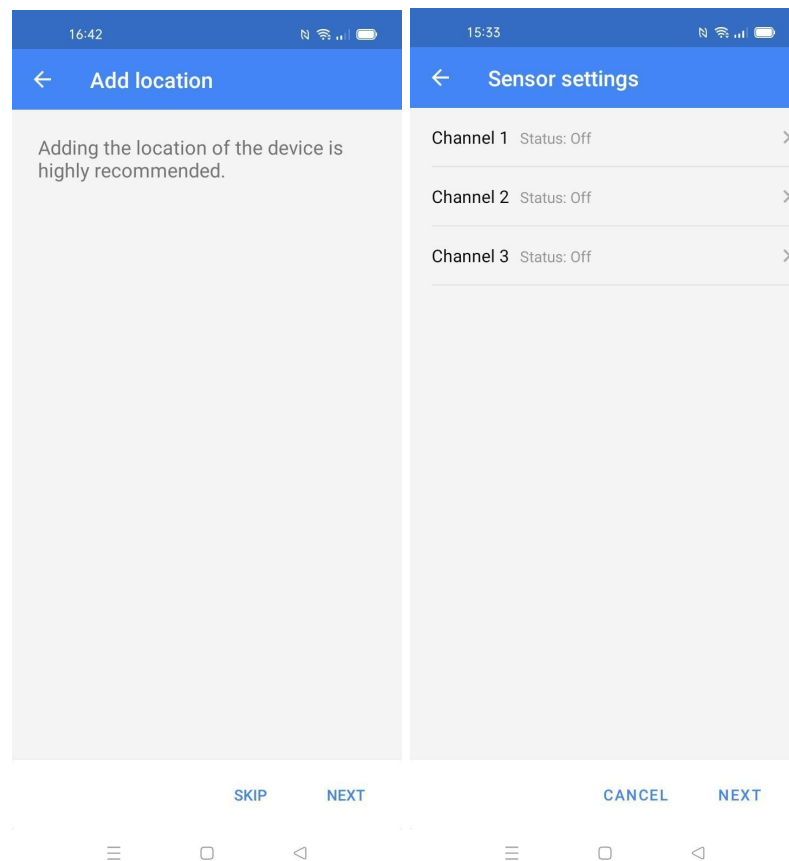 16:42
Add location
Adding the location of the device is
highly recommended.
SKIP NEXT
15:33
Sensor settings
Channel 1 Status: Off
Channel 2 Status: Off
Channel 3 Status: Off
CANCEL NEXT